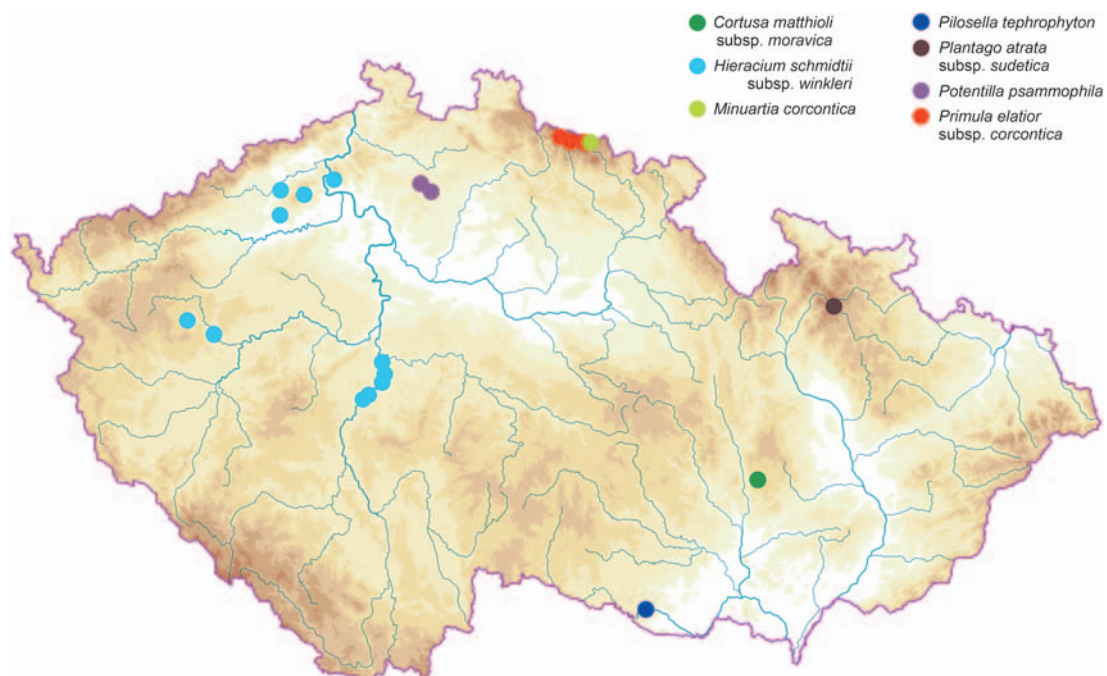 Cortusa matthioli
subsp. moravica
Hieracium schmidtii
subsp. winkleri
Minuartia corcontica
Pilosella tephrophyton
Plantago atrata
subsp. sudetica
Potentilla psammophila
Primula elatior
subsp. corcontica